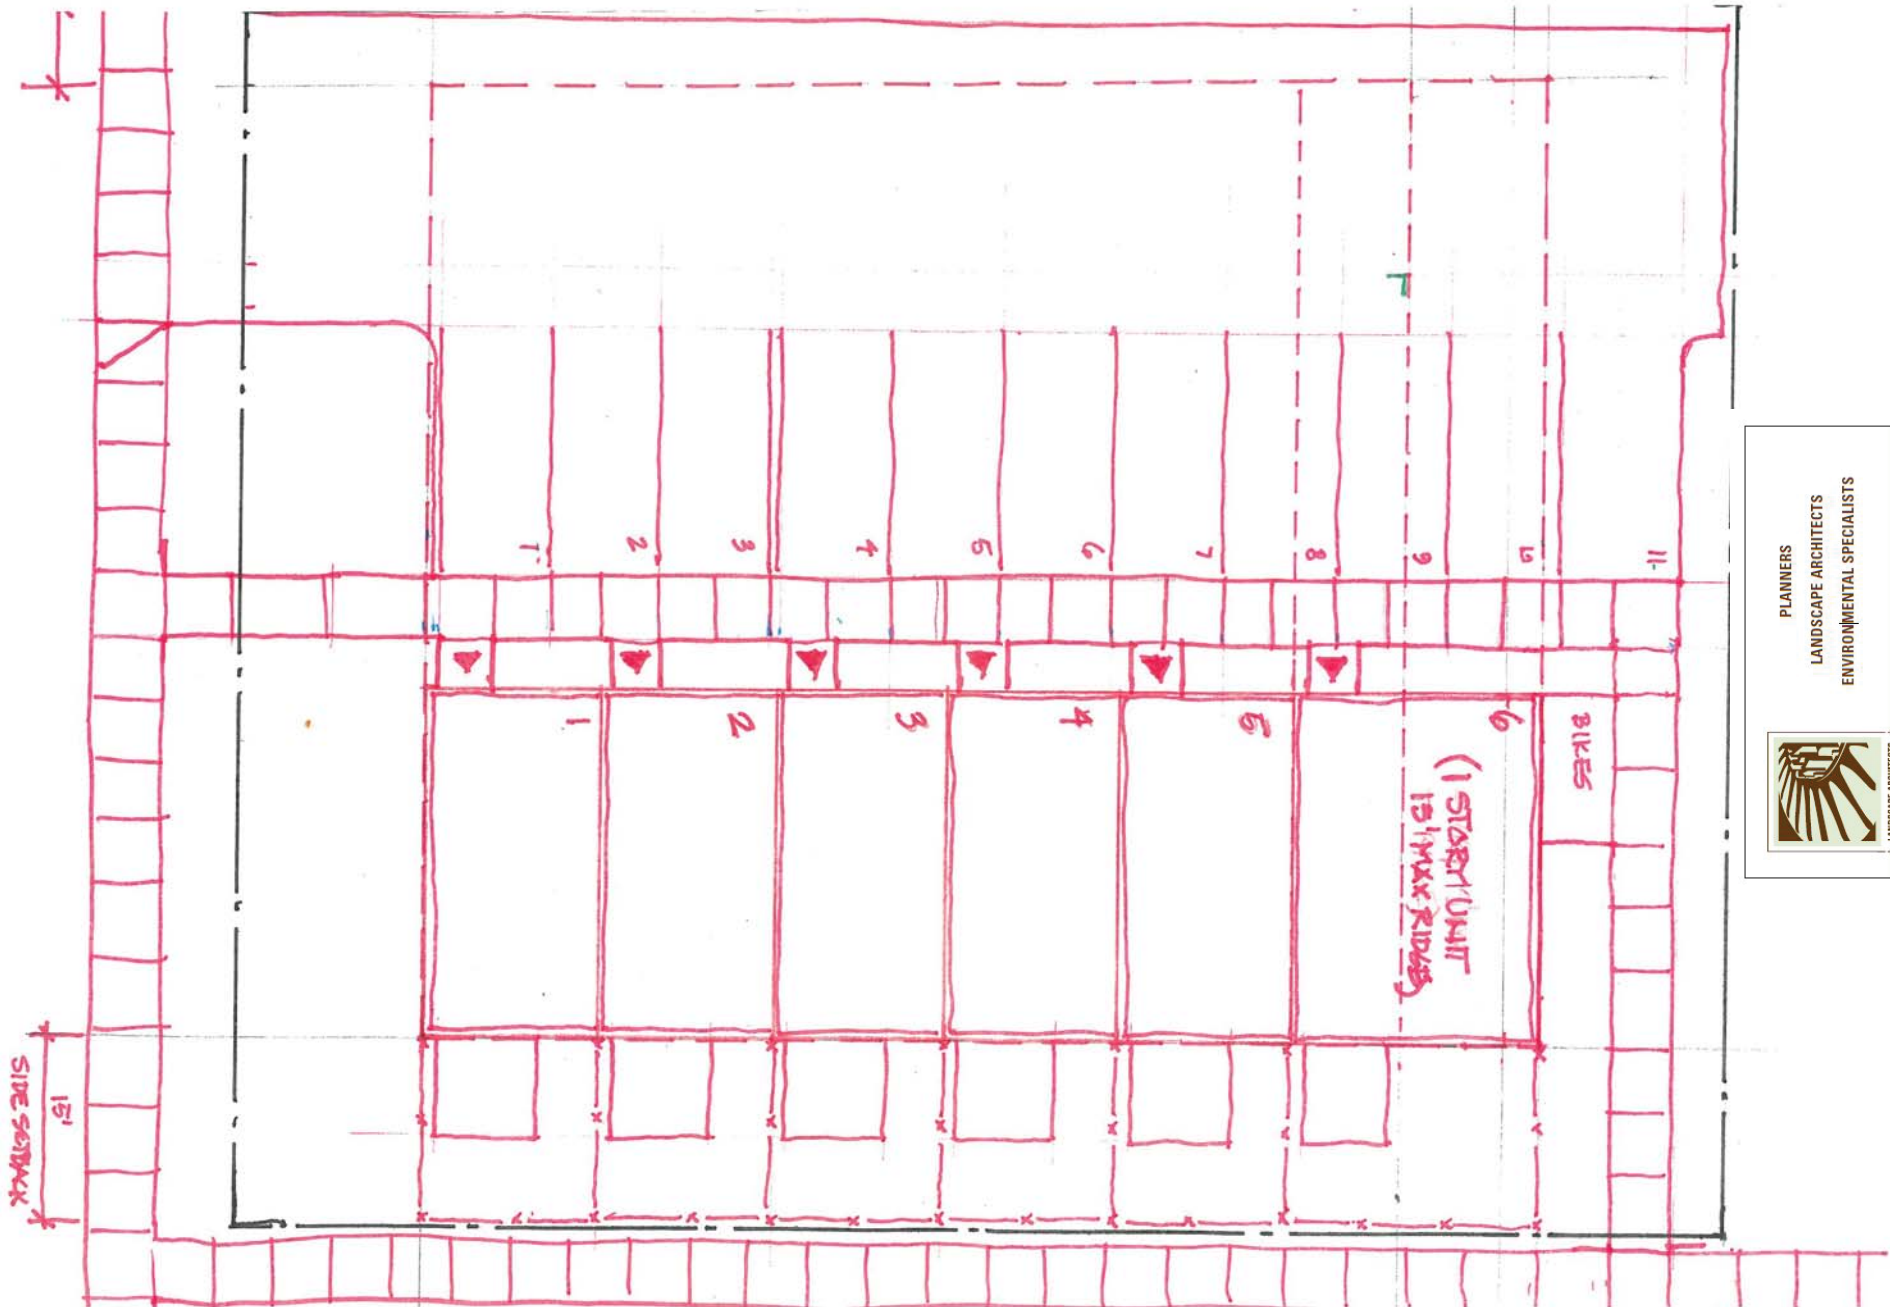 1
2
3
4
5
6
7
8
9
10
11
1
2
3
4
5
6
(1 STORY UNIT
15' MAX RIDGE)
BIKES
15'
SIDE SETBACK
PLANNERS
LANDSCAPE ARCHITECTS
ENVIRONMENTAL SPECIALISTS